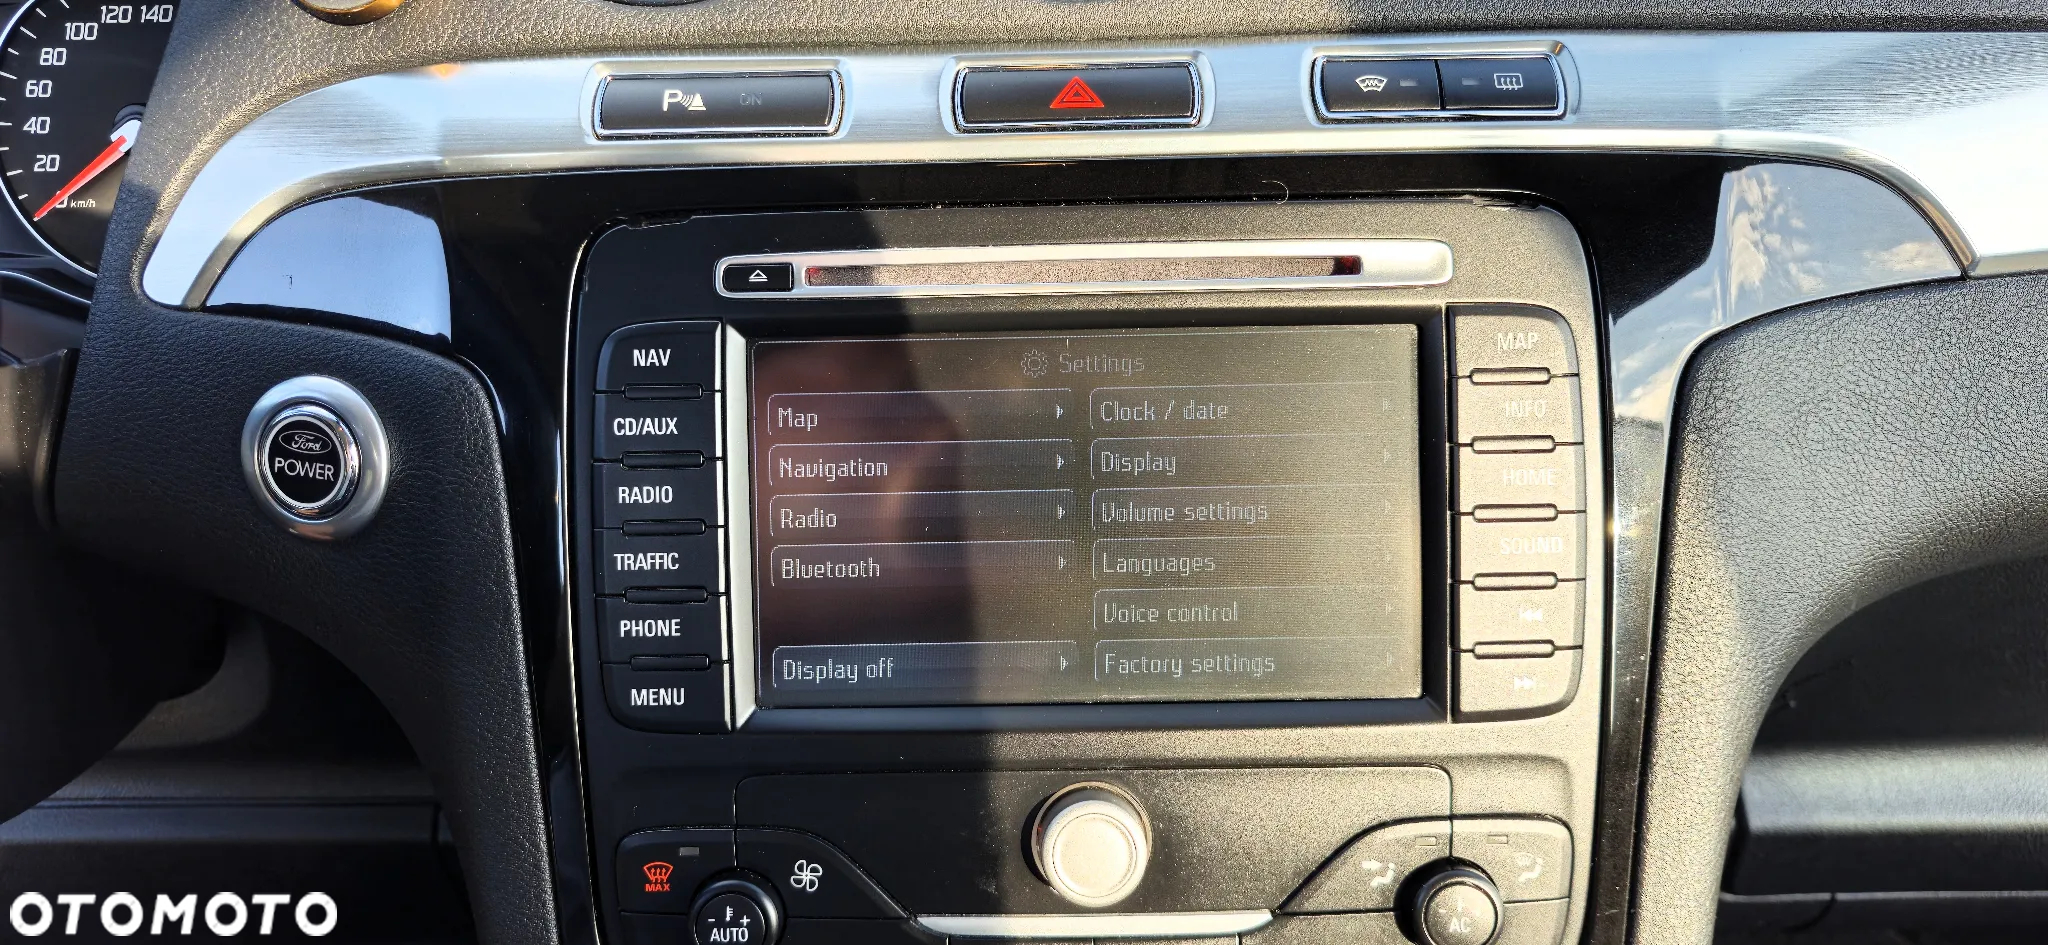 120 140
100
80
60
40
20
0 km/h
P ON
Ford
POWER
NAV
CD/AUX
RADIO
TRAFFIC
PHONE
MENU
Settings
Map
Navigation
Radio
Bluetooth
Display off
Clock / date
Display
Volume settings
Languages
Voice control
Factory settings
MAP
INFO
HOME
SOUND
MAX
- +
AUTO
AC
OTOMOTO